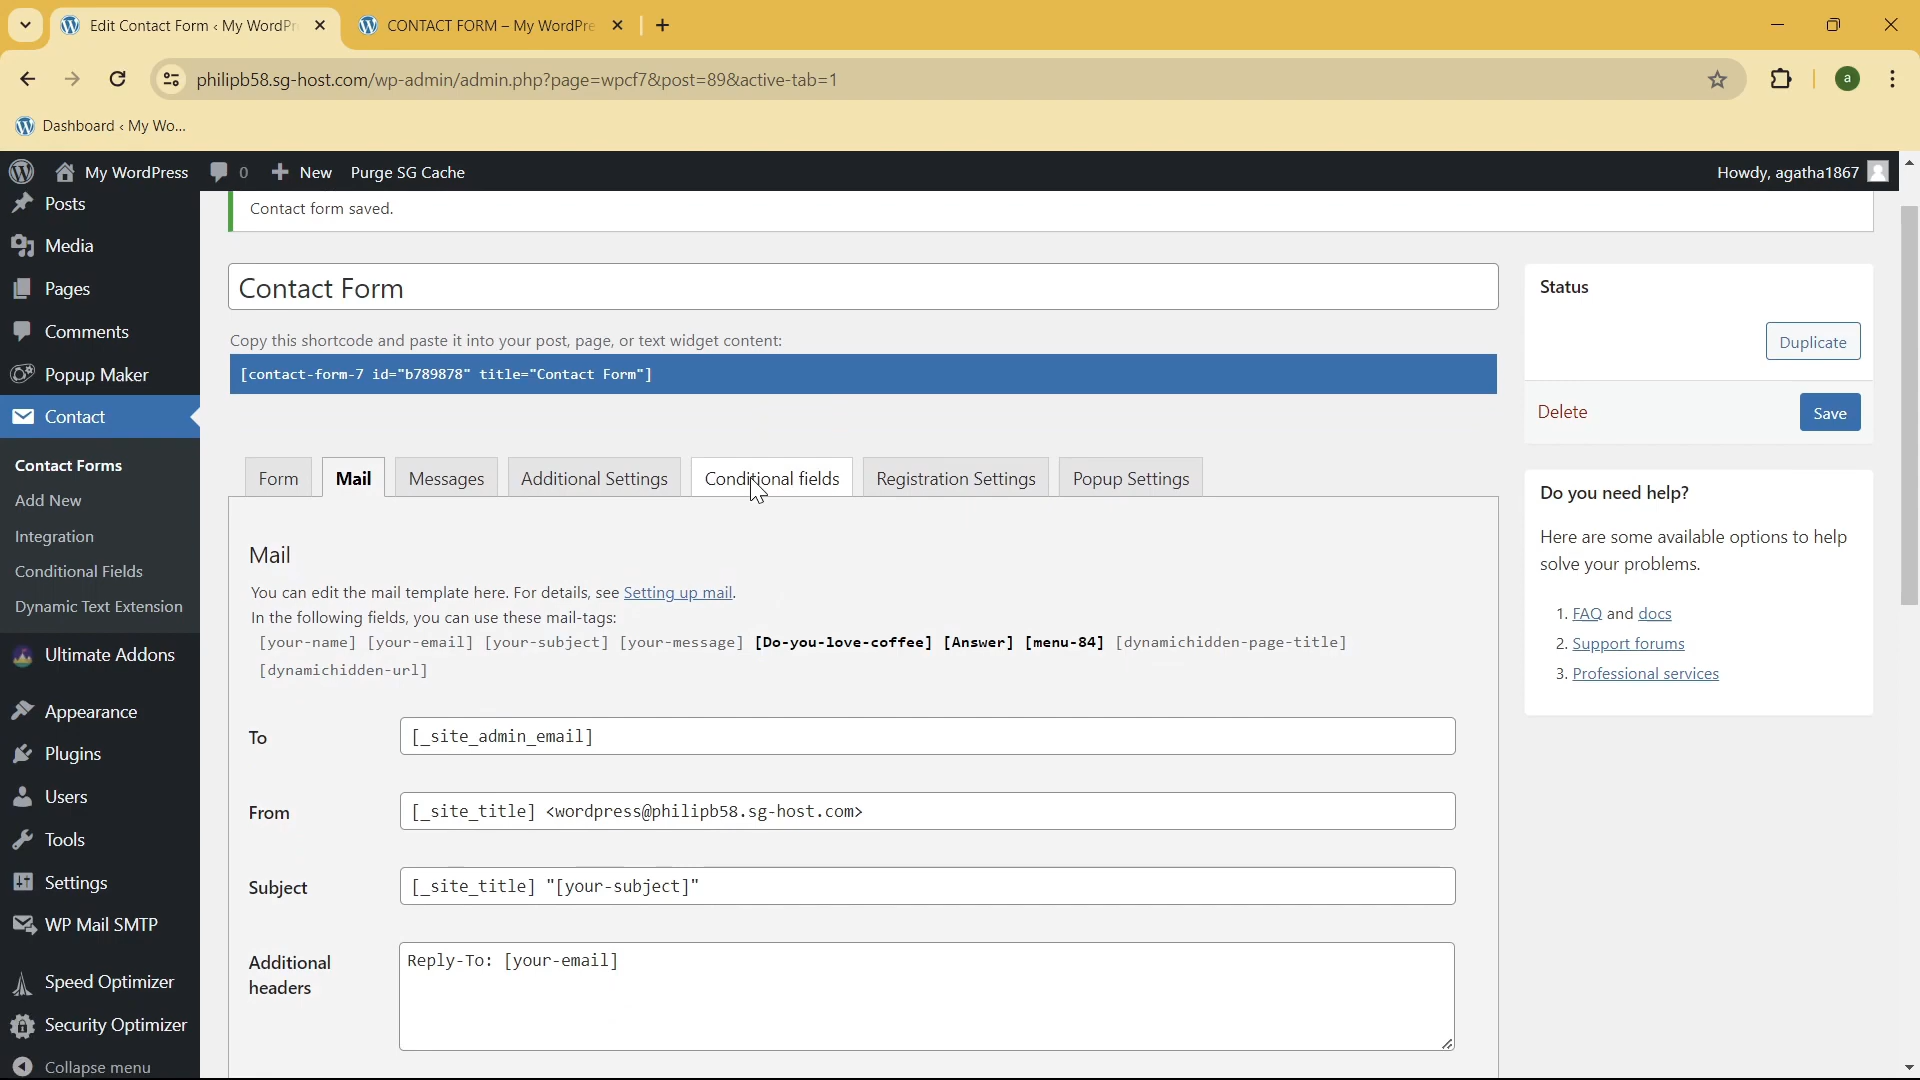 Edit Contact Form ‹ My WordPr
CONTACT FORM – My WordPre
philipb58.sg-host.com/wp-admin/admin.php?page=wpcf7&post=89&active-tab=1
a
Dashboard ‹ My Wo...
My WordPress
0
New
Purge SG Cache
Howdy, agatha1867
Posts
Media
Pages
Comments
Popup Maker
Contact
Contact Forms
Add New
Integration
Conditional Fields
Dynamic Text Extension
Ultimate Addons
Appearance
Plugins
Users
Tools
Settings
WP Mail SMTP
Speed Optimizer
Security Optimizer
Collapse menu
Contact form saved.
Contact Form
Copy this shortcode and paste it into your post, page, or text widget content:
[contact-form-7 id="b789878" title="Contact Form"]
Form
Mail
Messages
Additional Settings
Conditional fields
Registration Settings
Popup Settings
Mail
You can edit the mail template here. For details, see Setting up mail.
In the following fields, you can use these mail-tags:
[your-name] [your-email] [your-subject] [your-message] [Do-you-love-coffee] [Answer] [menu-84] [dynamichidden-page-title]
[dynamichidden-url]
To
[_site_admin_email]
From
[_site_title] <wordpress@philipb58.sg-host.com>
Subject
[_site_title] "[your-subject]"
Additional
headers
Reply-To: [your-email]
Status
Duplicate
Delete
Save
Do you need help?
Here are some available options to help
solve your problems.
1. FAQ and docs
2. Support forums
3. Professional services